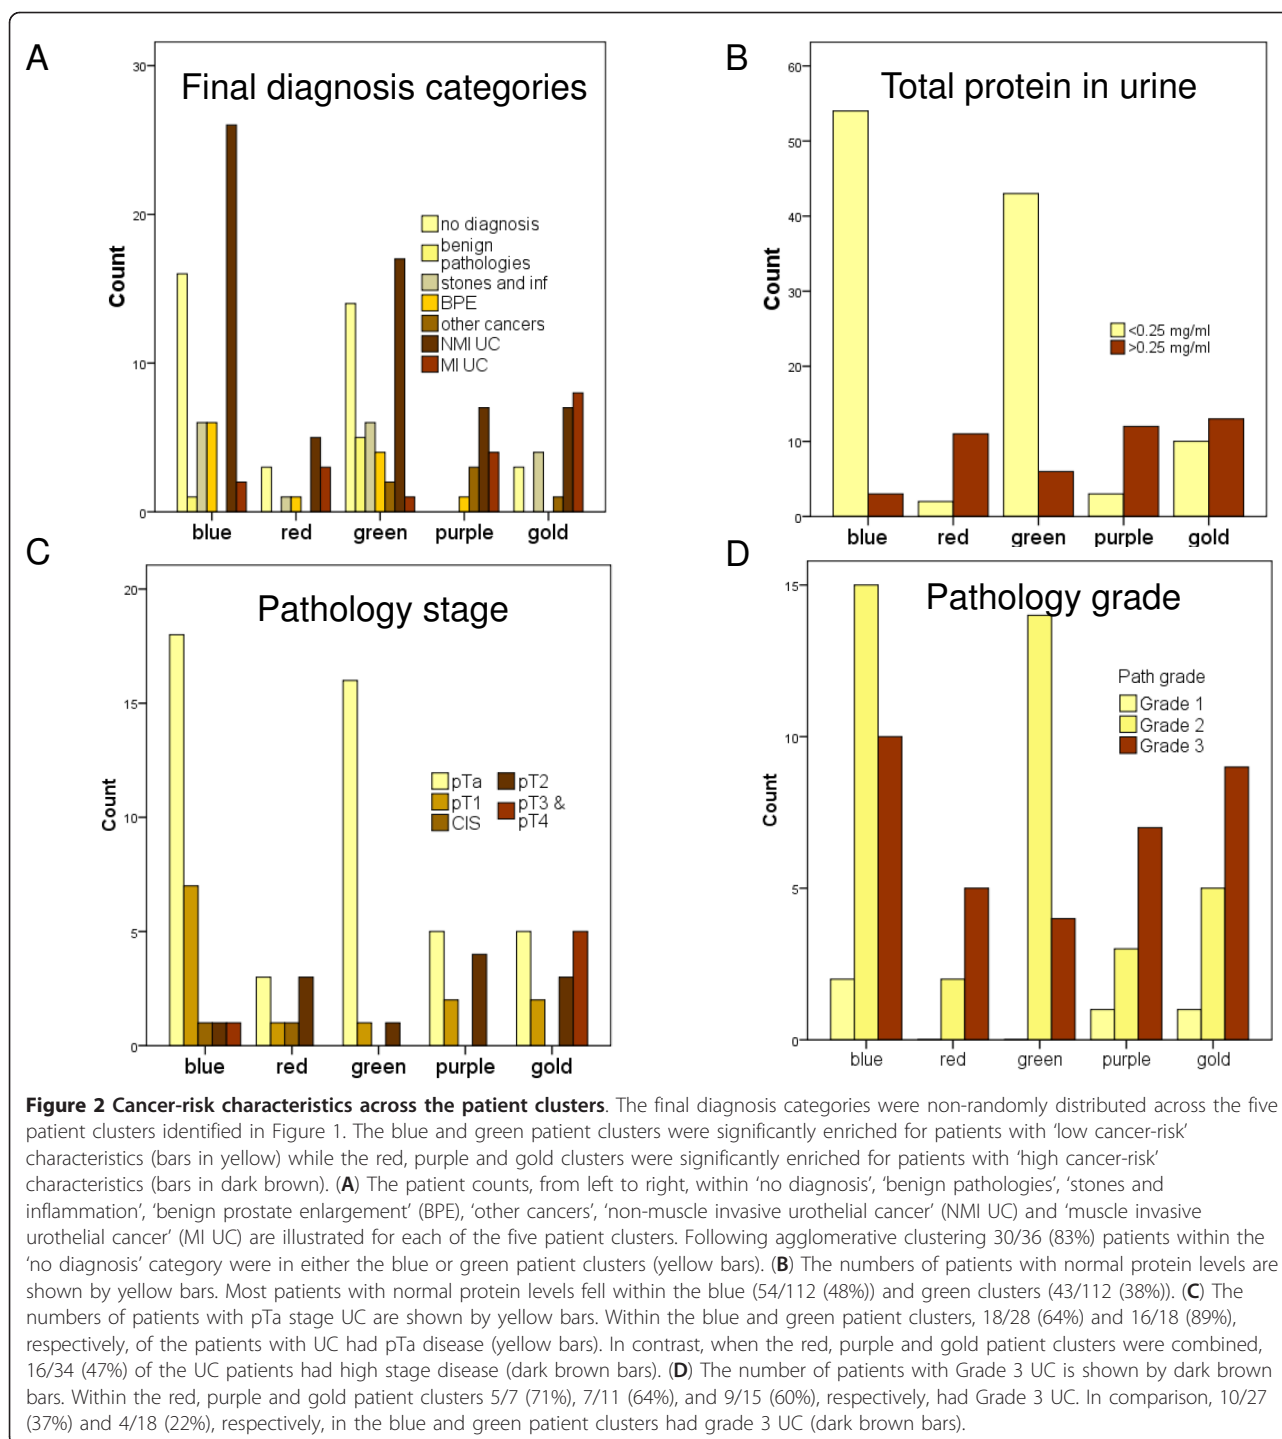 A
Final diagnosis categories
30
20
10
0
Count
no diagnosis
benign
pathologies
stones and inf
BPE
other cancers
NMI UC
MI UC
blue red green purple gold
B
Total protein in urine
60
50
40
30
20
10
0
Count
<0.25 mg/ml
>0.25 mg/ml
blue red green purple gold
C
Pathology stage
20
15
10
5
0
Count
pTa
pT1
CIS
pT2
pT3 &
pT4
blue red green purple gold
D
Pathology grade
15
10
5
0
Count
Path grade
Grade 1
Grade 2
Grade 3
blue red green purple gold
Figure 2 Cancer-risk characteristics across the patient clusters. The final diagnosis categories were non-randomly distributed across the five
patient clusters identified in Figure 1. The blue and green patient clusters were significantly enriched for patients with ‘low cancer-risk’
characteristics (bars in yellow) while the red, purple and gold clusters were significantly enriched for patients with ‘high cancer-risk’
characteristics (bars in dark brown). (A) The patient counts, from left to right, within ‘no diagnosis’, ‘benign pathologies’, ‘stones and
inflammation’, ‘benign prostate enlargement’ (BPE), ‘other cancers’, ‘non-muscle invasive urothelial cancer’ (NMI UC) and ‘muscle invasive
urothelial cancer’ (MI UC) are illustrated for each of the five patient clusters. Following agglomerative clustering 30/36 (83%) patients within the
‘no diagnosis’ category were in either the blue or green patient clusters (yellow bars). (B) The numbers of patients with normal protein levels are
shown by yellow bars. Most patients with normal protein levels fell within the blue (54/112 (48%)) and green clusters (43/112 (38%)). (C) The
numbers of patients with pTa stage UC are shown by yellow bars. Within the blue and green patient clusters, 18/28 (64%) and 16/18 (89%),
respectively, of the patients with UC had pTa disease (yellow bars). In contrast, when the red, purple and gold patient clusters were combined,
16/34 (47%) of the UC patients had high stage disease (dark brown bars). (D) The number of patients with Grade 3 UC is shown by dark brown
bars. Within the red, purple and gold patient clusters 5/7 (71%), 7/11 (64%), and 9/15 (60%), respectively, had Grade 3 UC. In comparison, 10/27
(37%) and 4/18 (22%), respectively, in the blue and green patient clusters had grade 3 UC (dark brown bars).